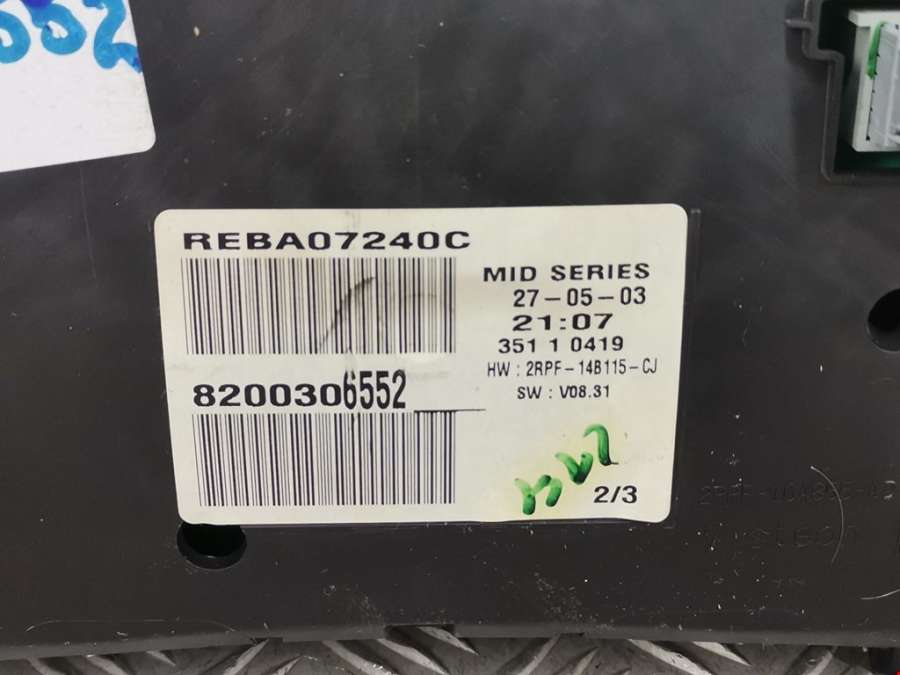 REBA07240C
MID SERIES
27-05-03
21:07
351 1 0419
HW : 2RPF-14B115-CJ
8200306552
SW : V08.31
2/3